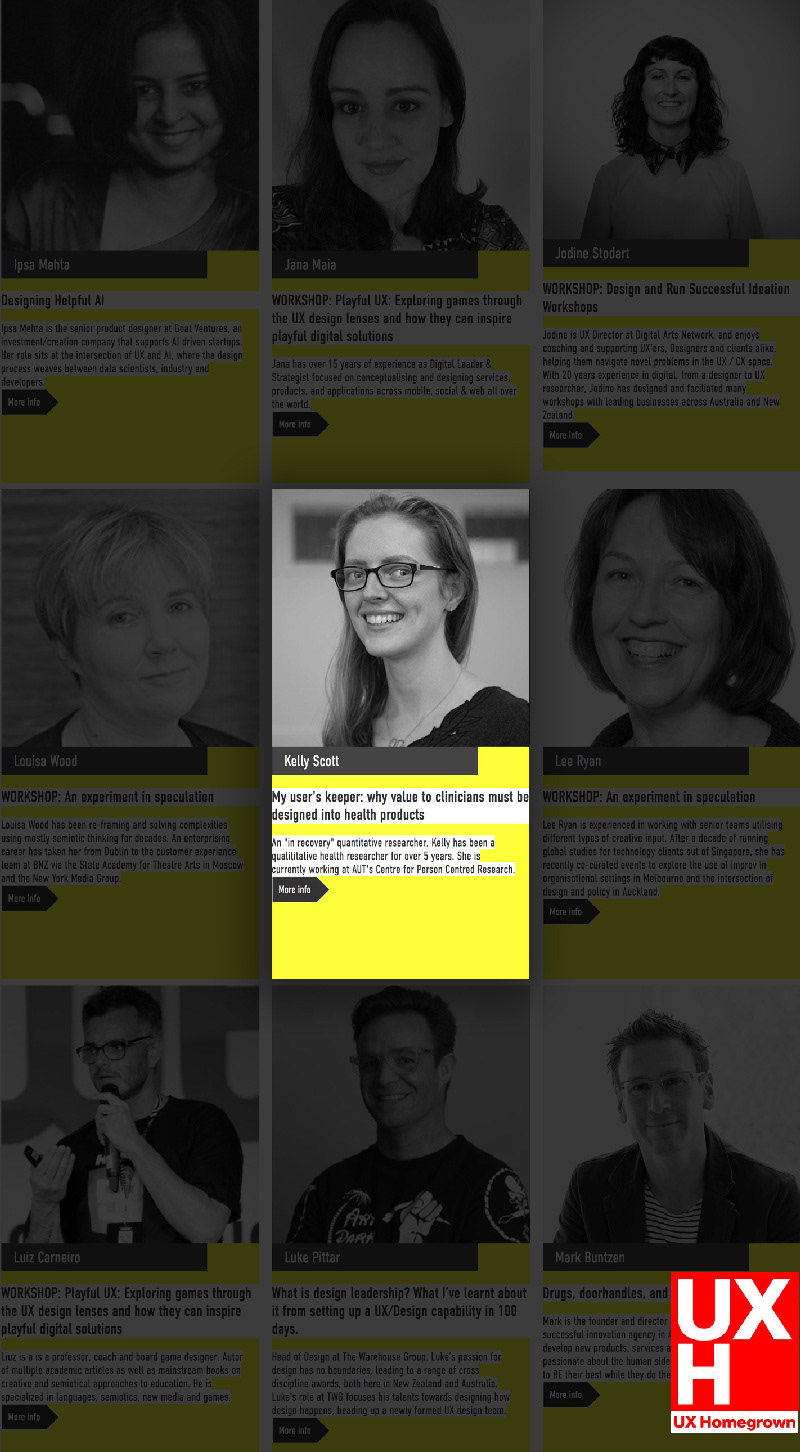 Ipsa Mehta
Designing Helpful AI
Ipsa Mehta is the senior product designer at Goat Ventures, an
investment/creation company that supports AI driven startups.
Her role sits at the intersection of UX and AI, where the design
process weaves between data scientists, industry and
developers.
More info
Jana Maia
WORKSHOP: Playful UX: Exploring games through
the UX design lenses and how they can inspire
playful digital solutions
Jana has over 15 years of experience as Digital Leader &
Strategist focused on conceptualising and designing services,
products, and applications across mobile, social & web all over
the world.
More info
Jodine Stodart
WORKSHOP: Design and Run Successful Ideation
Workshops
Jodine is UX Director at Digital Arts Network, and enjoys
coaching and supporting UX'ers, Designers and clients alike,
helping them navigate novel problems in the UX / CX space.
With 20 years experience in digital, from a designer to UX
researcher, Jodine has designed and faciliated many
workshops with leading businesses across Australia and New
Zealand.
More info
Louisa Wood
WORKSHOP: An experiment in speculation
Louisa Wood has been re-framing and solving complexities
using mostly semiotic thinking for decades. An enterprising
career has taken her from Dublin to the customer experience
team at BNZ via the State Academy for Theatre Arts in Moscow
and the New York Media Group.
More info
Kelly Scott
My user's keeper: why value to clinicians must be
designed into health products
An "in recovery" quantitative researcher, Kelly has been a
qualilitative health researcher for over 5 years. She is
currently working at AUT's Centre for Person Centred Research.
More info
Lee Ryan
WORKSHOP: An experiment in speculation
Lee Ryan is experienced in working with senior teams utilising
different types of creative input. After a decade of running
global studies for technology clients out of Singapore, she has
recently co-curated events to explore the use of improv in
organisational settings in Melbourne and the intersection of
design and policy in Auckland.
More info
Luiz Carneiro
WORKSHOP: Playful UX: Exploring games through
the UX design lenses and how they can inspire
playful digital solutions
Linz is a is a professor, coach and board game designer. Autor
of multiple academic articles as well as mainstream books on
creative and semiotical approaches to education. He is
specialized in languages, semiotics, new media and games.
More info
Luke Pittar
What is design leadership? What I've learnt about
it from setting up a UX/Design capability in 100
days.
Head of Design at The Warehouse Group, Luke's passion for
design has no boundaries, leading to a range of cross
discipline awards, both here in New Zealand and Australia.
Luke's role at TWG focuses his talents towards designing how
design happens, heading up a newly formed UX design team.
More info
Mark Buntzen
Drugs, doorhandles, and
Mark is the founder and director
successful innovation agency in
develop new products, services
passionate about the human side
to BE their best while they do the
More info
UX
H
UX Homegrown